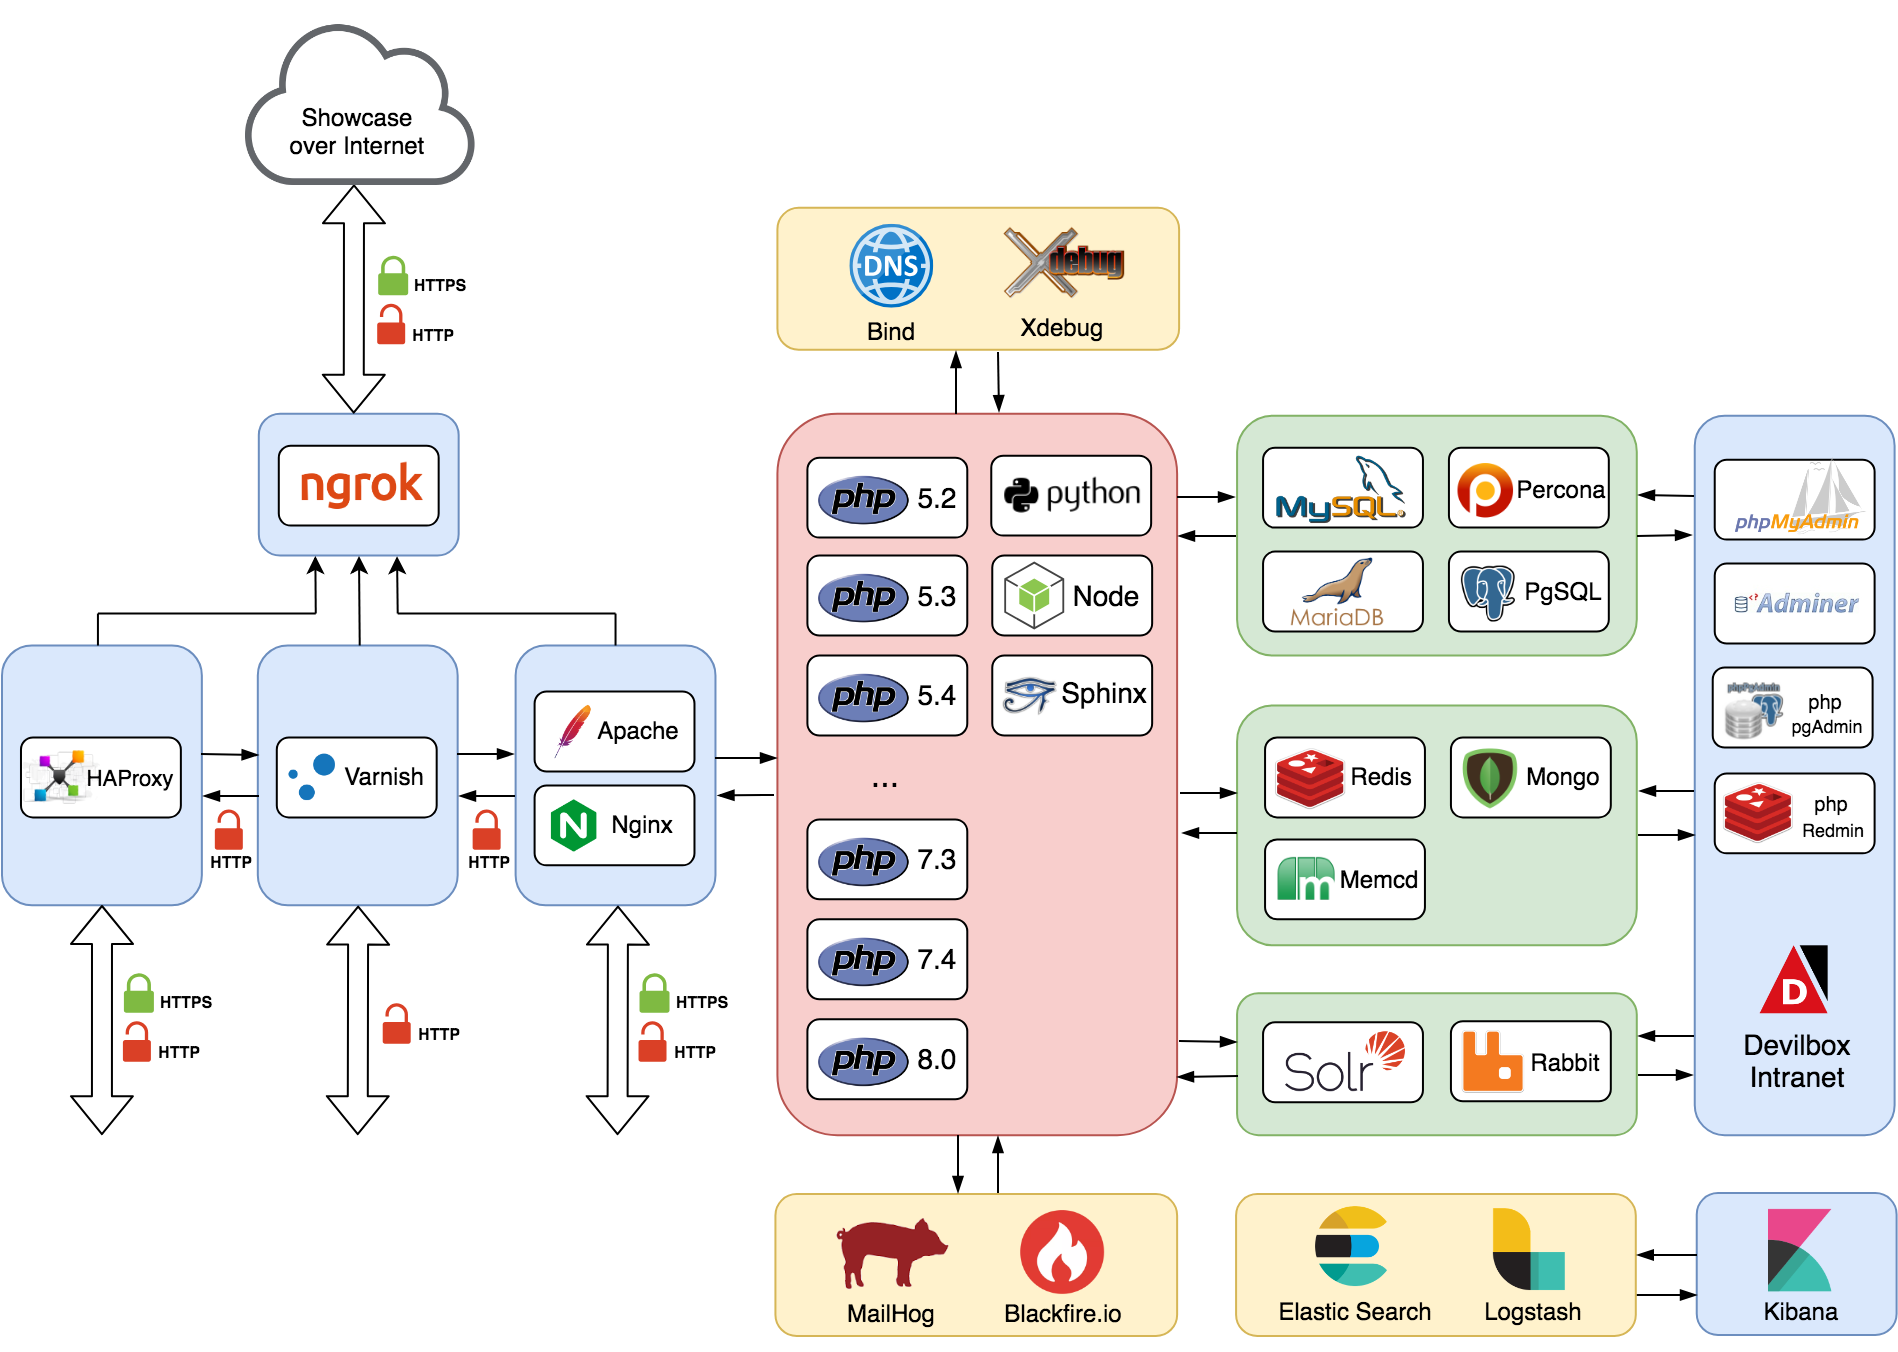 Showcase
over Internet
HTTPS
HTTP
ngrok
HAProxy
HTTP
Varnish
HTTP
Apache
Nginx
HTTPS
HTTP
HTTP
HTTPS
HTTP
DNS
Bind
Xdebug
Xdebug
php 5.2
php 5.3
php 5.4
...
php 7.3
php 7.4
php 8.0
python
Node
Sphinx
MailHog
Blackfire.io
MySQL
Percona
MariaDB
PgSQL
Redis
Mongo
m
Memcd
Solr
Rabbit
phpMyAdmin
<?
Adminer
phpPgAdmin
php
pgAdmin
php
Redmin
D
Devilbox
Intranet
Elastic Search
Logstash
Kibana